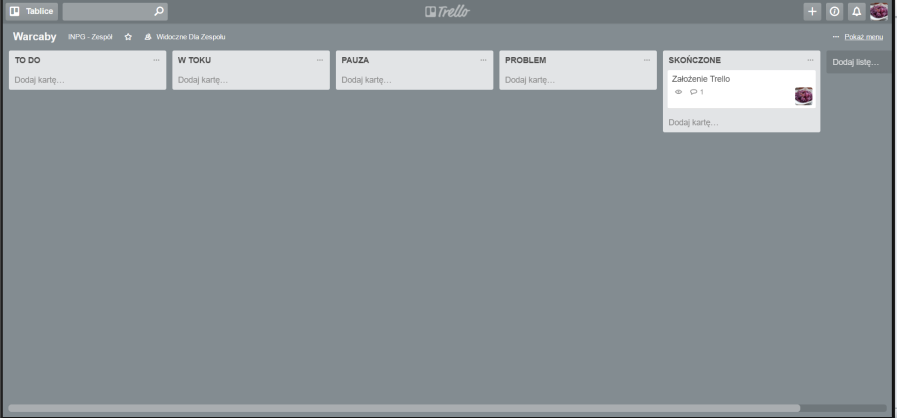 Tablice
Trello
Warcaby INPG - Zespół Widoczne Dla Zespołu
... Pokaż menu
TO DO ...
Dodaj kartę...
W TOKU ...
Dodaj kartę...
PAUZA ...
Dodaj kartę...
PROBLEM ...
Dodaj kartę...
SKOŃCZONE ...
Założenie Trello
1
Dodaj kartę...
Dodaj listę...